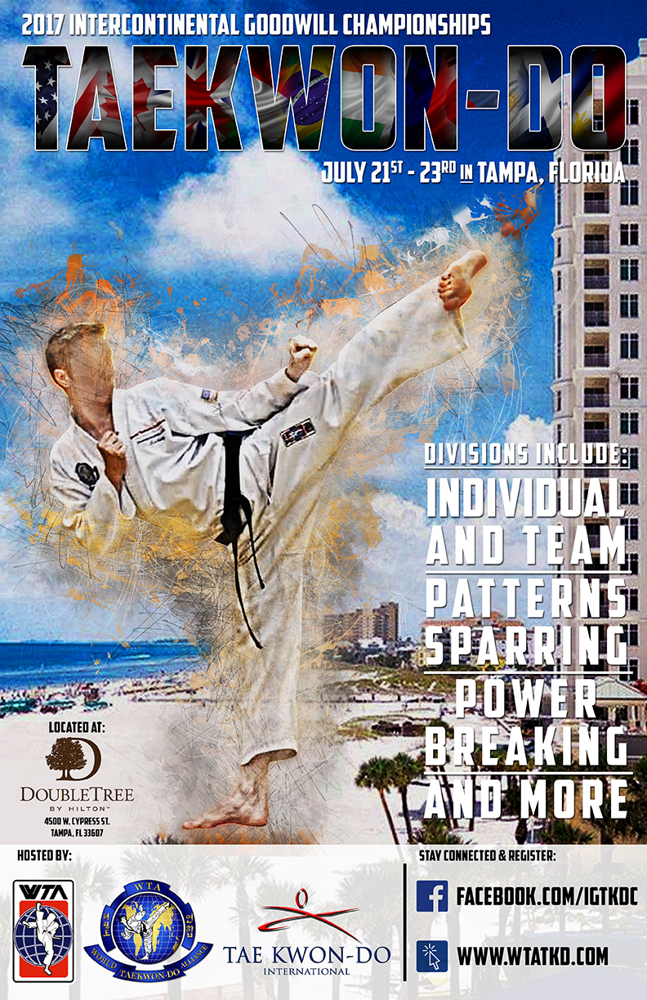 2017 INTERCONTINENTAL GOODWILL CHAMPIONSHIPS
TAEKWON-DO
JULY 21ST - 23RD IN TAMPA, FLORIDA
DIVISIONS INCLUDE:
INDIVIDUAL
AND TEAM
PATTERNS
SPARRING
POWER
BREAKING
AND MORE
LOCATED AT:
D
DOUBLETREE
BY HILTON™
4500 W. CYPRESS ST.
TAMPA, FL 33607
HOSTED BY:
WTA
WTA
WORLD TAEKWON-DO ALLIANCE
TAE KWON-DO
INTERNATIONAL
STAY CONNECTED & REGISTER:
f
FACEBOOK.COM/IGTKDC
WWW.WTATKD.COM